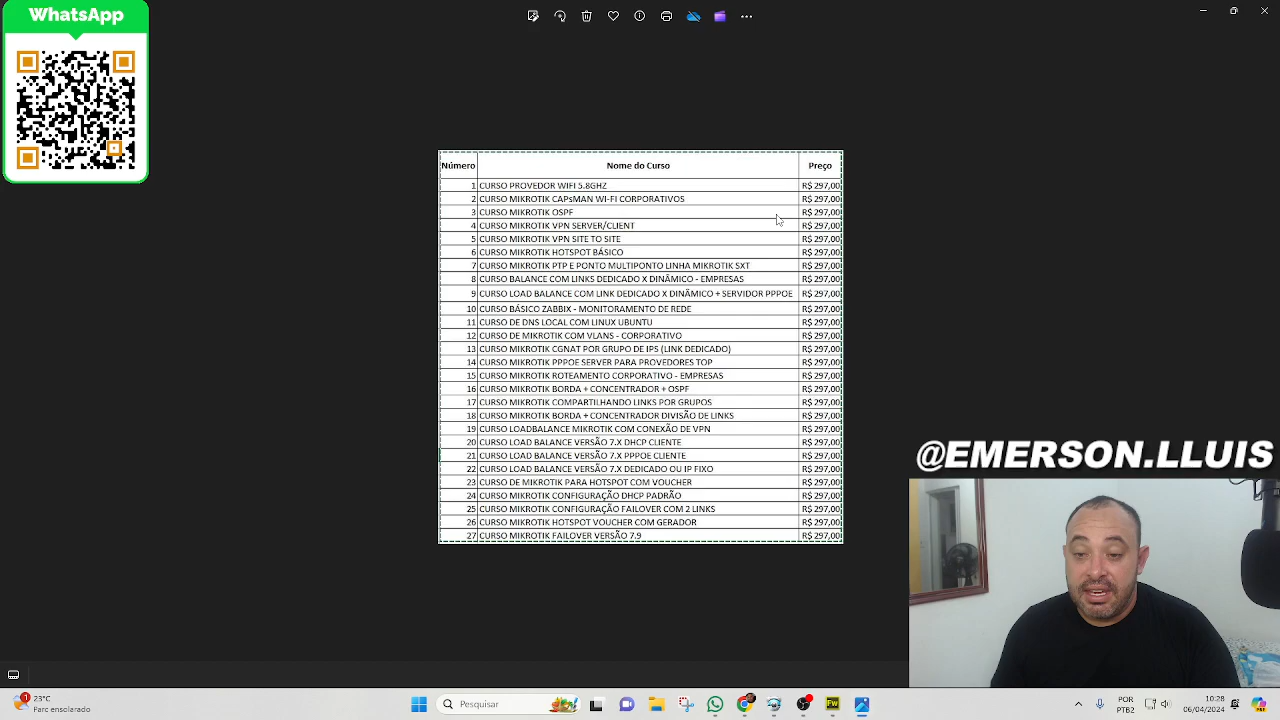 WhatsApp
Número Nome do Curso Preço
1 CURSO PROVEDOR WIFI 5.8GHZ R$ 297,00
2 CURSO MIKROTIK CAPsMAN WI-FI CORPORATIVOS R$ 297,00
3 CURSO MIKROTIK OSPF R$ 297,00
4 CURSO MIKROTIK VPN SERVER/CLIENT R$ 297,00
5 CURSO MIKROTIK VPN SITE TO SITE R$ 297,00
6 CURSO MIKROTIK HOTSPOT BÁSICO R$ 297,00
7 CURSO MIKROTIK PTP E PONTO MULTIPONTO LINHA MIKROTIK SXT R$ 297,00
8 CURSO BALANCE COM LINKS DEDICADO X DINÂMICO - EMPRESAS R$ 297,00
9 CURSO LOAD BALANCE COM LINK DEDICADO X DINÂMICO + SERVIDOR PPPOE R$ 297,00
10 CURSO BÁSICO ZABBIX - MONITORAMENTO DE REDE R$ 297,00
11 CURSO DE DNS LOCAL COM LINUX UBUNTU R$ 297,00
12 CURSO DE MIKROTIK COM VLANS - CORPORATIVO R$ 297,00
13 CURSO MIKROTIK CGNAT POR GRUPO DE IPS (LINK DEDICADO) R$ 297,00
14 CURSO MIKROTIK PPPOE SERVER PARA PROVEDORES TOP R$ 297,00
15 CURSO MIKROTIK ROTEAMENTO CORPORATIVO - EMPRESAS R$ 297,00
16 CURSO MIKROTIK BORDA + CONCENTRADOR + OSPF R$ 297,00
17 CURSO MIKROTIK COMPARTILHANDO LINKS POR GRUPOS R$ 297,00
18 CURSO MIKROTIK BORDA + CONCENTRADOR DIVISÃO DE LINKS R$ 297,00
19 CURSO LOADBALANCE MIKROTIK COM CONEXÃO DE VPN R$ 297,00
20 CURSO LOAD BALANCE VERSÃO 7.X DHCP CLIENTE R$ 297,00
21 CURSO LOAD BALANCE VERSÃO 7.X PPPOE CLIENTE R$ 297,00
22 CURSO LOAD BALANCE VERSÃO 7.X DEDICADO OU IP FIXO R$ 297,00
23 CURSO DE MIKROTIK PARA HOTSPOT COM VOUCHER R$ 297,00
24 CURSO MIKROTIK CONFIGURAÇÃO DHCP PADRÃO R$ 297,00
25 CURSO MIKROTIK CONFIGURAÇÃO FAILOVER COM 2 LINKS R$ 297,00
26 CURSO MIKROTIK HOTSPOT VOUCHER COM GERADOR R$ 297,00
27 CURSO MIKROTIK FAILOVER VERSÃO 7.9 R$ 297,00
@EMERSON.LLUIS
1
23°C
Parc ensolarado
Pesquisar
Fw
POR
PTB2
10:28
06/04/2024